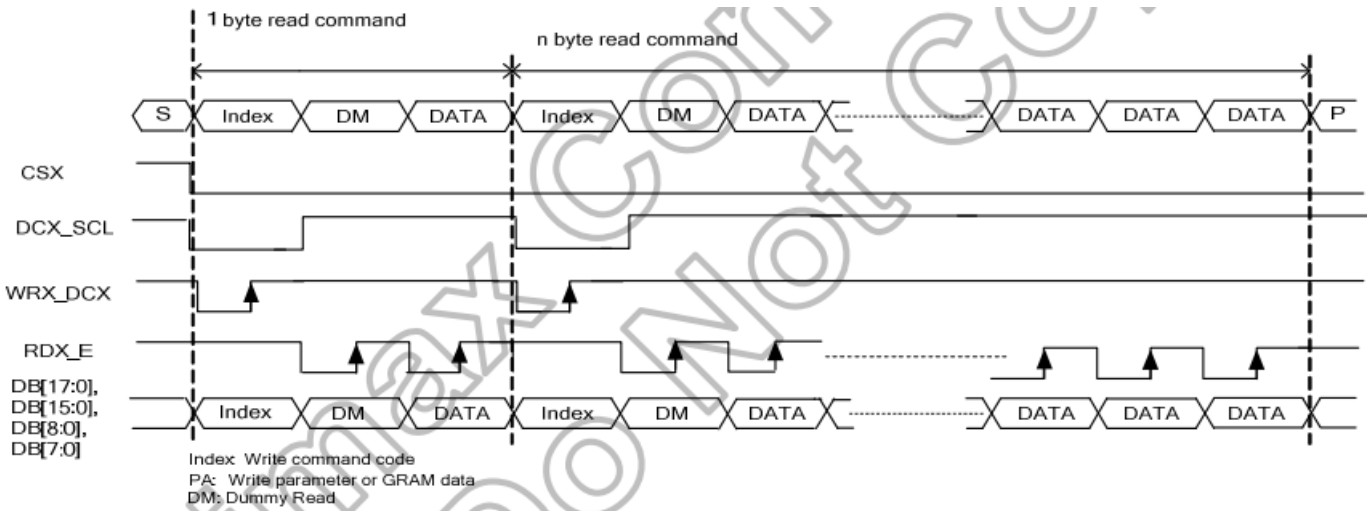 1 byte read command
n byte read command
S Index DM DATA Index DM DATA DATA DATA DATA P
CSX
DCX_SCL
WRX_DCX
RDX_E
DB[17:0],
DB[15:0],
DB[8:0],
DB[7:0]
Index DM DATA Index DM DATA DATA DATA DATA
Index: Write command code
PA: Write parameter or GRAM data
DM: Dummy Read